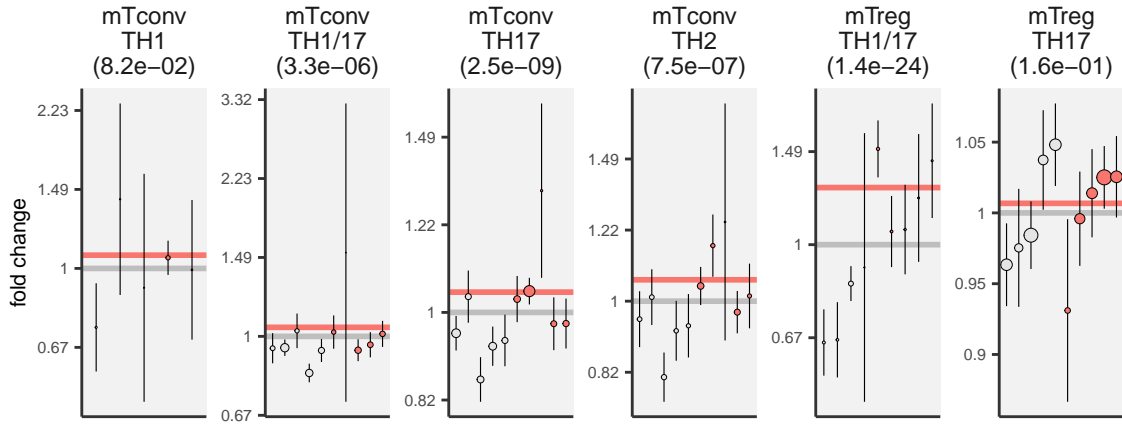 mTconv
TH1
(8.2e−02)
mTconv
TH1/17
(3.3e−06)
mTconv
TH17
(2.5e−09)
mTconv
TH2
(7.5e−07)
mTreg
TH1/17
(1.4e−24)
mTreg
TH17
(1.6e−01)
fold change
2.23
1.49
1
0.67
3.32
2.23
1.49
1
0.67
1.49
1.22
1
0.82
1.49
1.22
1
0.82
1.49
1
0.67
1.05
1
0.95
0.9